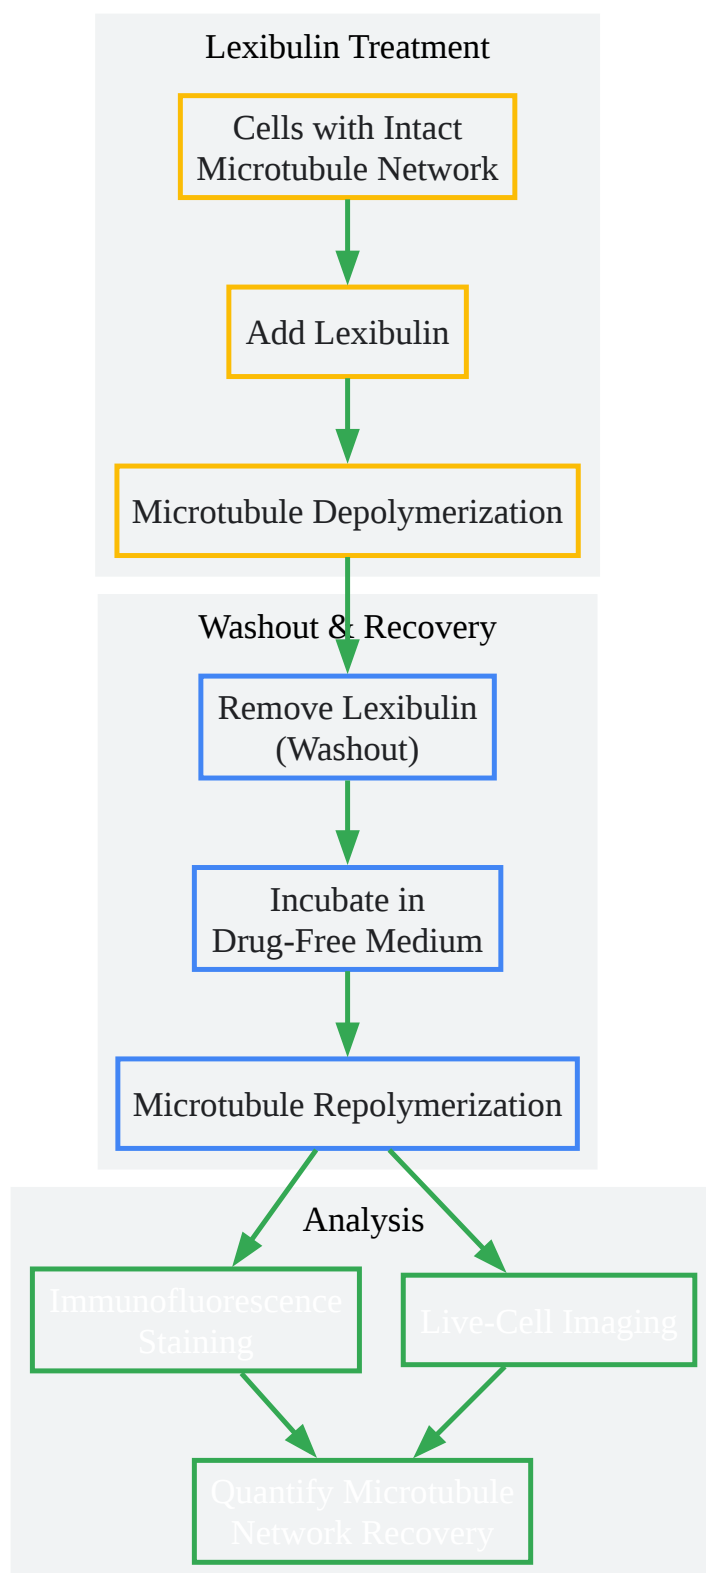 Lexibulin Treatment
Cells with Intact
Microtubule Network
Add Lexibulin
Microtubule Depolymerization
Washout & Recovery
Remove Lexibulin
(Washout)
Incubate in
Drug-Free Medium
Microtubule Repolymerization
Analysis
Immunofluorescence
Staining
Live-Cell Imaging
Quantify Microtubule
Network Recovery